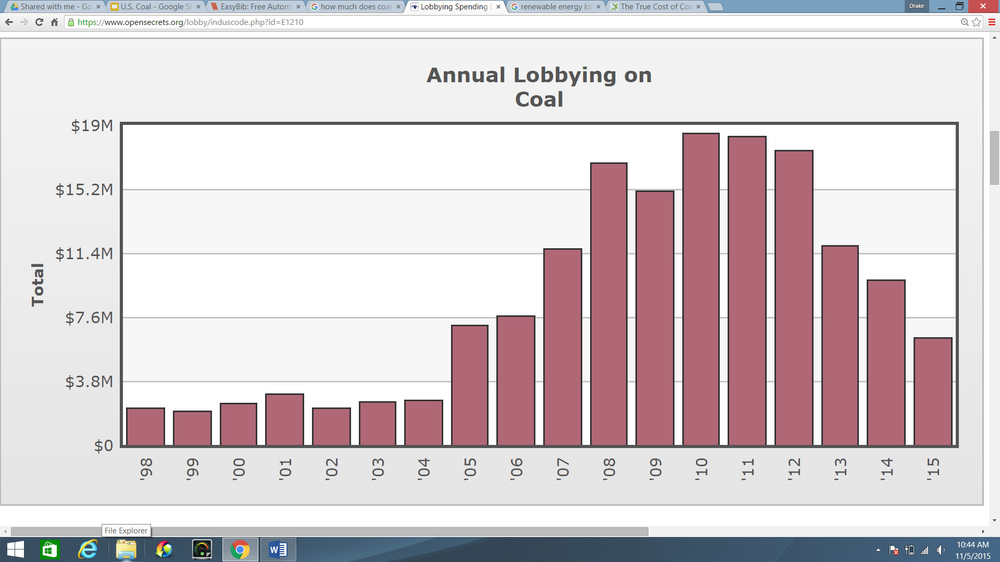 Shared with me - Go
U.S. Coal - Google Sl
EasyBib: Free Autom
how much does coal
Lobbying Spending D
renewable energy lo
The True Cost of Coa
Drake
https://www.opensecrets.org/lobby/induscode.php?id=E1210
Annual Lobbying on
Coal
$19M
$15.2M
$11.4M
$7.6M
$3.8M
$0
Total
'98
'99
'00
'01
'02
'03
'04
'05
'06
'07
'08
'09
'10
'11
'12
'13
'14
'15
File Explorer
10:44 AM
11/5/2015